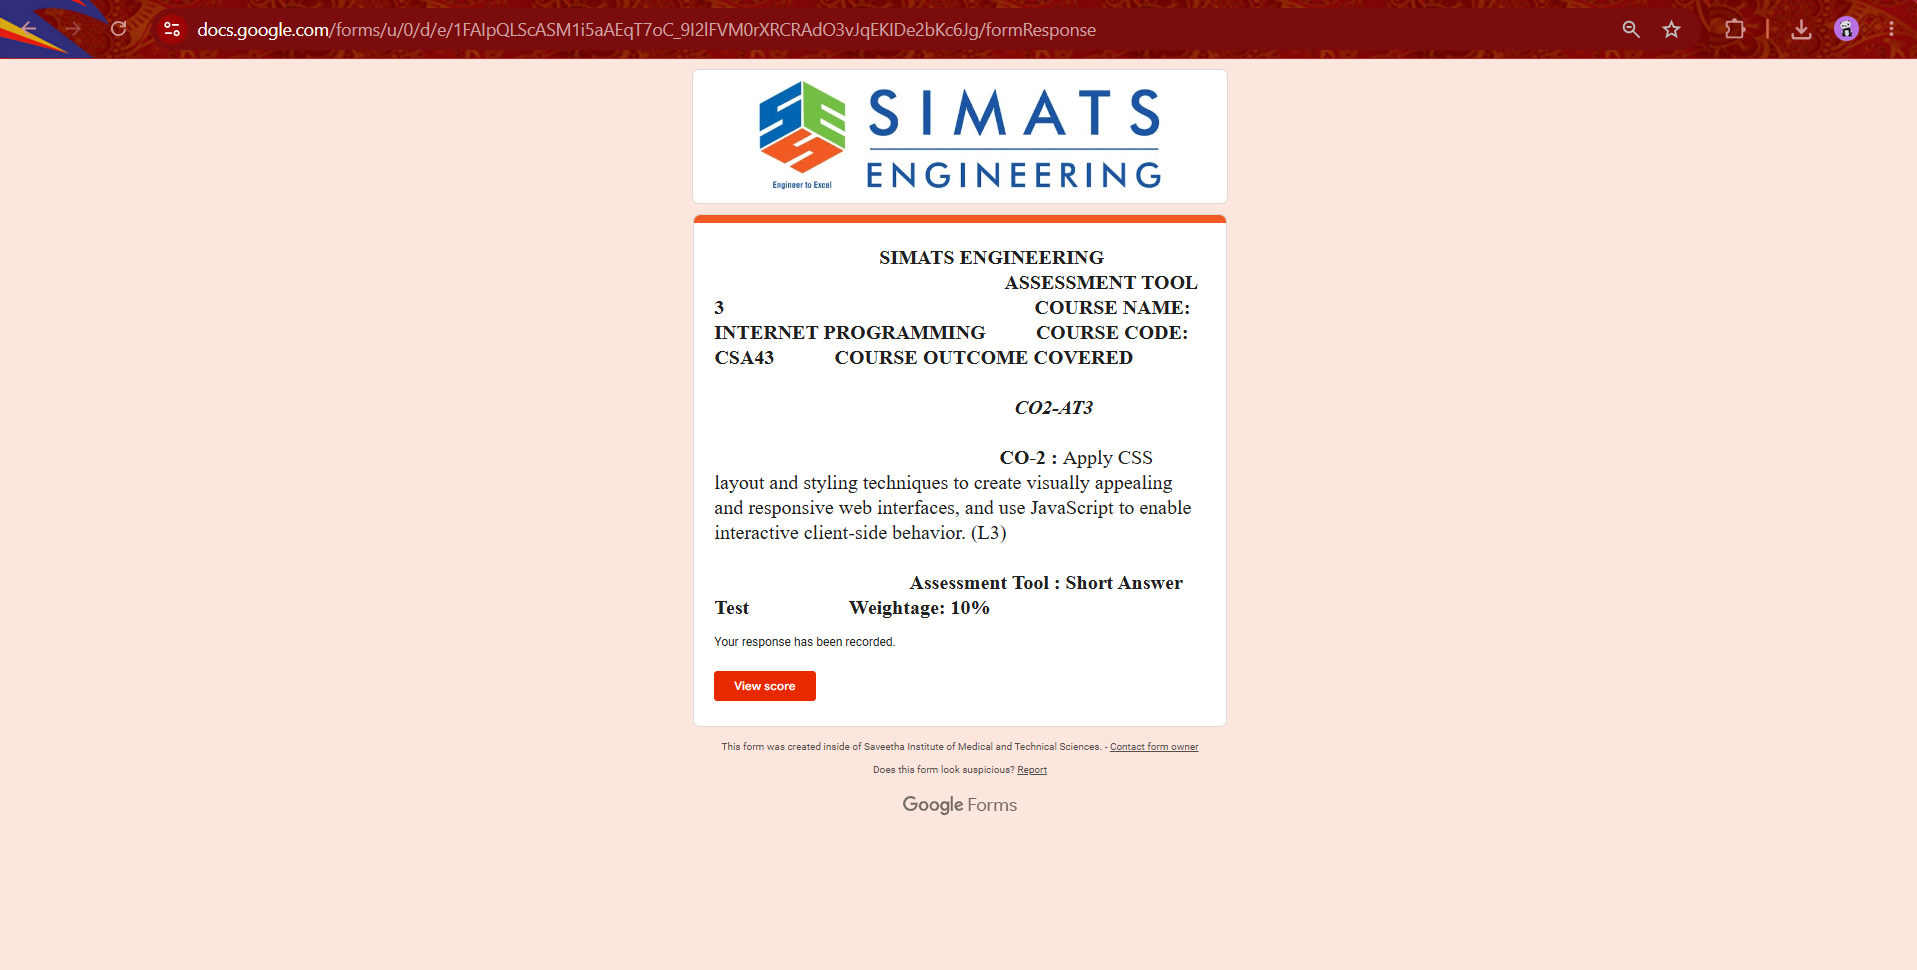 docs.google.com/forms/u/0/d/e/1FAIpQLScASM1i5aAEqT7oC_9I2lFVM0rXRCRAdO3vJqEKIDe2bKc6Jg/formResponse
SIMATS
ENGINEERING
Engineer to Excel
SIMATS ENGINEERING
ASSESSMENT TOOL
3 COURSE NAME:
INTERNET PROGRAMMING COURSE CODE:
CSA43 COURSE OUTCOME COVERED
CO2-AT3
CO-2 : Apply CSS
layout and styling techniques to create visually appealing
and responsive web interfaces, and use JavaScript to enable
interactive client-side behavior. (L3)
Assessment Tool : Short Answer
Test Weightage: 10%
Your response has been recorded.
View score
This form was created inside of Saveetha Institute of Medical and Technical Sciences. - Contact form owner
Does this form look suspicious? Report
Google Forms